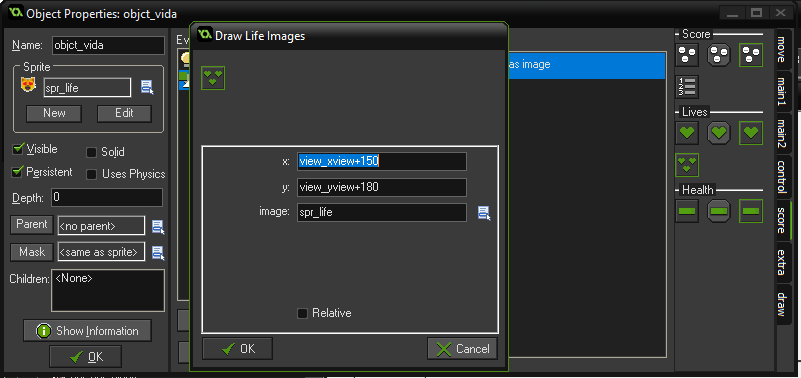 Object Properties: objct_vida
Name: objct_vida
Sprite
spr_life
New Edit
Visible Solid
Persistent Uses Physics
Depth: 0
Parent <no parent>
Mask <same as sprite>
Children: <None>
Show Information
OK
Draw Life Images
x: view_xview+150
y: view_yview+180
image: spr_life
Relative
OK Cancel
as image
Score
Lives
Health
move
main1
main2
control
score
extra
draw